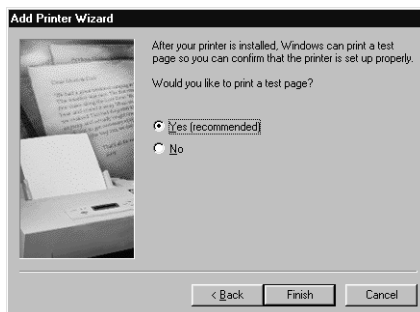 Add Printer Wizard
After your printer is installed, Windows can print a test
page so you can confirm that the printer is set up properly.
Would you like to print a test page?
Yes (recommended)
No
< Back
Finish
Cancel